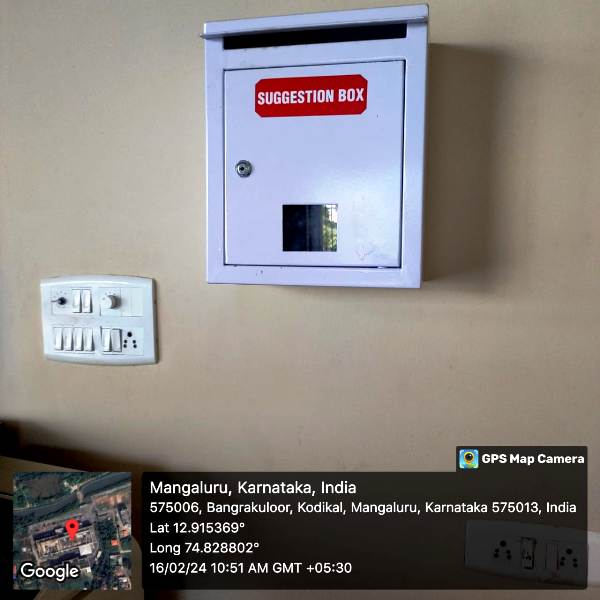 SUGGESTION BOX
GPS Map Camera
Mangaluru, Karnataka, India
575006, Bangrakuloor, Kodikal, Mangaluru, Karnataka 575013, India
Lat 12.915369°
Long 74.828802°
16/02/24 10:51 AM GMT +05:30
Google